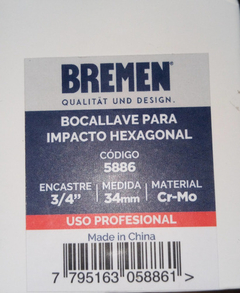 BREMEN®
QUALITÄT UND DESIGN.
BOCALLAVE PARA
IMPACTO HEXAGONAL
CÓDIGO
5886
ENCASTRE | MEDIDA | MATERIAL
3/4" | 34mm | Cr-Mo
USO PROFESIONAL
Made in China
7 795163 058861 >